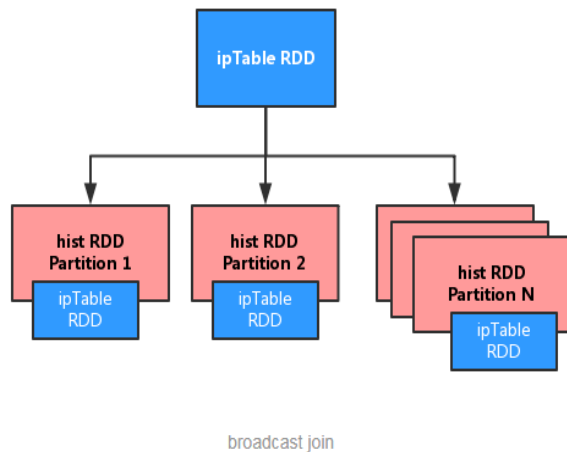 ipTable RDD
hist RDD
Partition 1
ipTable
RDD
hist RDD
Partition 2
ipTable
RDD
hist RDD
Partition N
ipTable
RDD
broadcast join